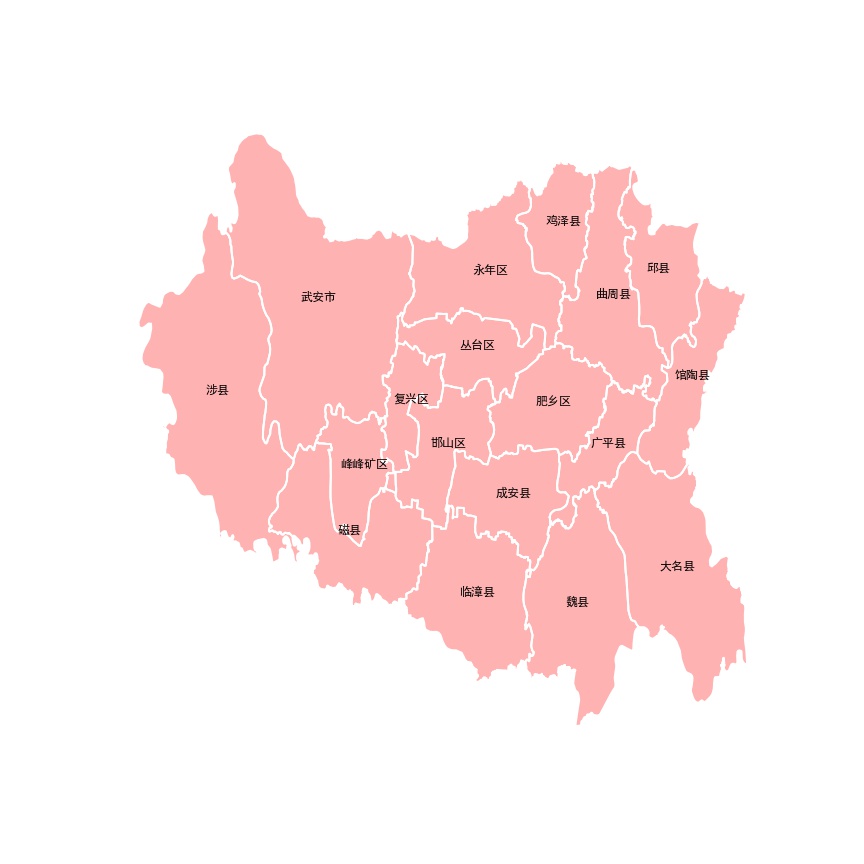 鸡泽县
永年区
邱县
武安市
曲周县
丛台区
馆陶县
涉县
复兴区
肥乡区
邯山区
广平县
峰峰矿区
成安县
磁县
大名县
临漳县
魏县